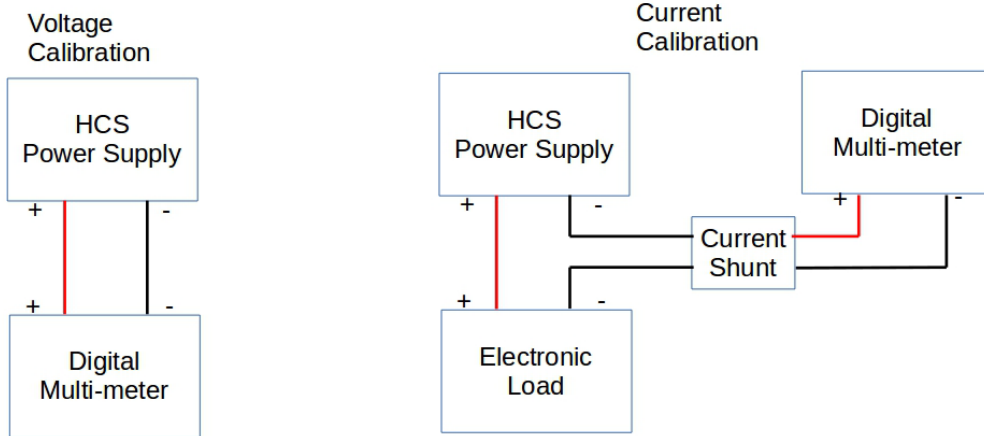 Voltage
Calibration
HCS
Power Supply
+ -
+ -
Digital
Multi-meter
Current
Calibration
HCS
Power Supply
+ -
Digital
Multi-meter
+ -
Current
Shunt
+ -
Electronic
Load